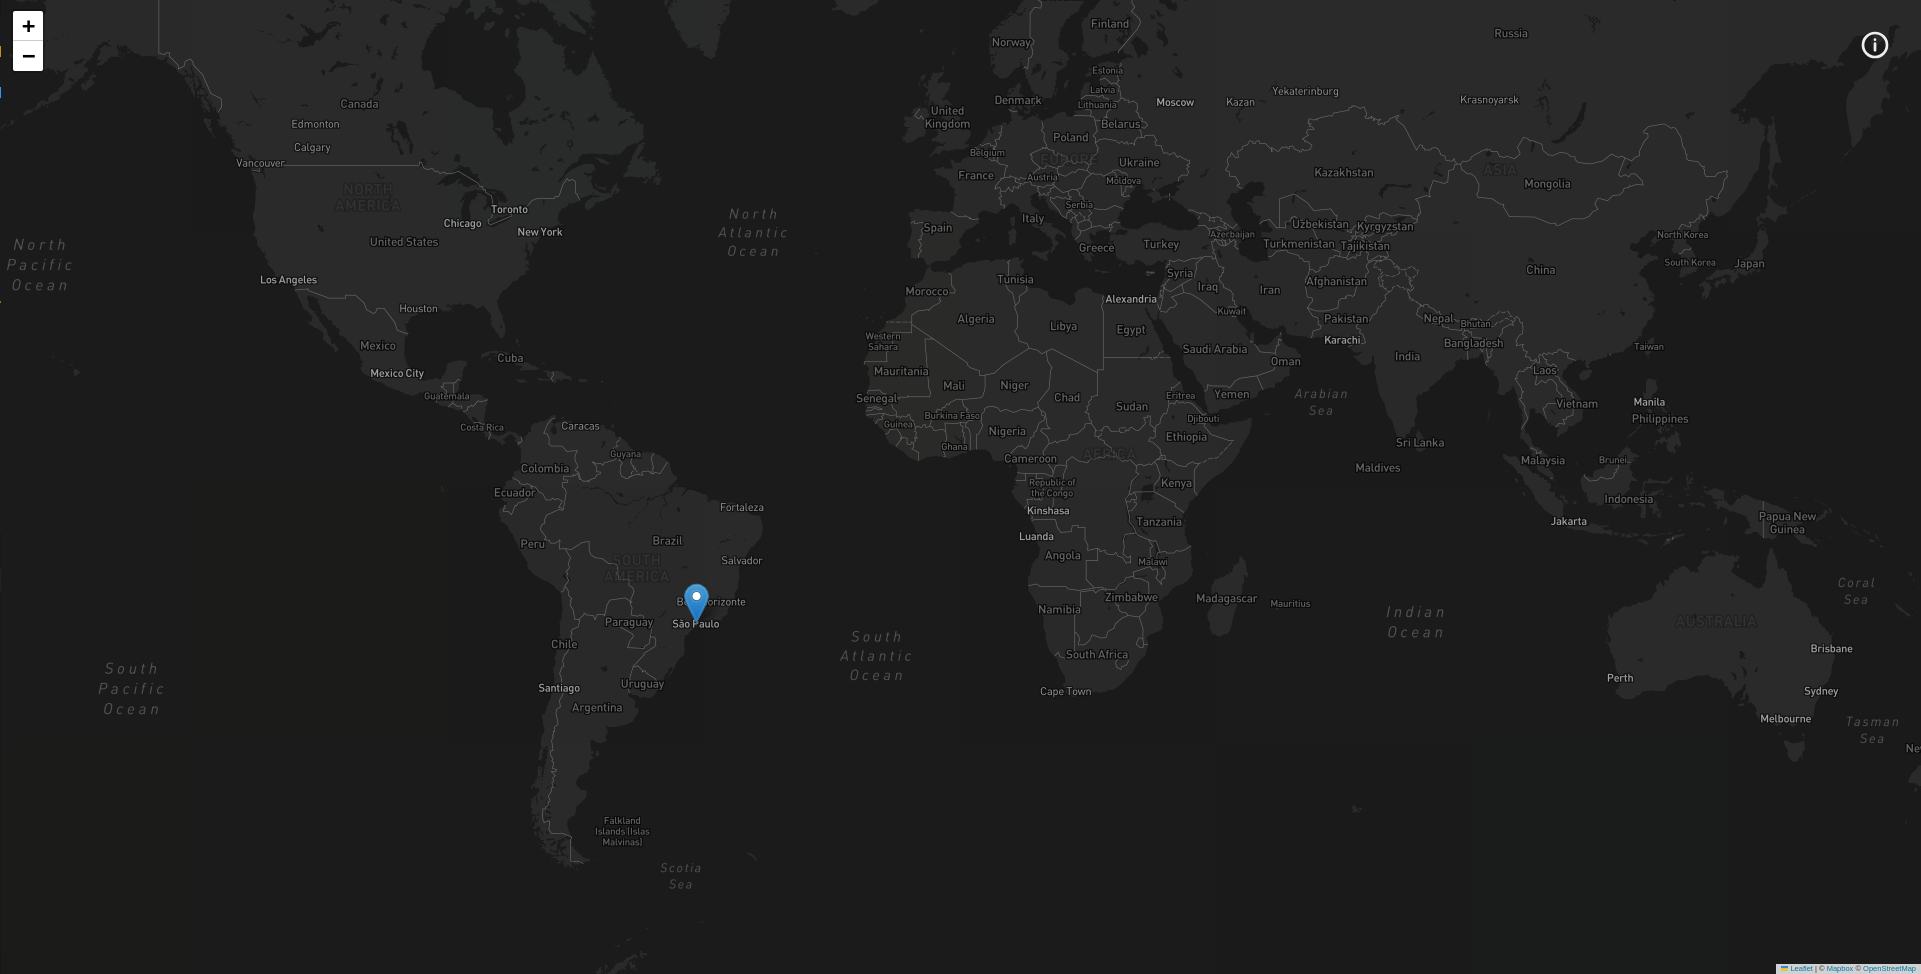 +
−
Finland
Norway
Russia
Estonia
Latvia
Lithuania
Denmark
Moscow
Kazan
Yekaterinburg
Krasnoyarsk
Canada
United
Kingdom
Edmonton
Belarus
Calgary
Poland
Vancouver
Belgium
EUROPE
Ukraine
France
Austria
Moldova
Kazakhstan
ASIA
Mongolia
NORTH
AMERICA
Toronto
Serbia
Chicago
New York
North
Atlantic
Ocean
Italy
Spain
United States
Greece
Turkey
Azerbaijan
Uzbekistan
Kyrgyzstan
Turkmenistan
Tajikistan
North Korea
South Korea
Japan
North
Pacific
Ocean
Los Angeles
China
Syria
Tunisia
Iraq
Iran
Afghanistan
Morocco
Alexandria
Houston
Kuwait
Algeria
Libya
Egypt
Pakistan
Nepal
Bhutan
Western
Sahara
Karachi
Bangladesh
Mexico
Saudi Arabia
Taiwan
Cuba
India
Oman
Mexico City
Mauritania
Laos
Mali
Niger
Guatemala
Senegal
Chad
Eritrea
Yemen
Arabian
Sea
Manila
Vietnam
Sudan
Burkina Faso
Djibouti
Philippines
Costa Rica
Caracas
Guinea
Nigeria
Ethiopia
Sri Lanka
Ghana
Guyana
Cameroon
AFRICA
Malaysia
Brunei
Colombia
Maldives
Republic of
the Congo
Kenya
Ecuador
Indonesia
Fortaleza
Kinshasa
Tanzania
Jakarta
Papua New
Guinea
Peru
Brazil
Luanda
Angola
Malawi
Salvador
SOUTH
AMERICA
Coral
Sea
Zimbabwe
Madagascar
Mauritius
Namibia
Indian
Ocean
Paraguay
São Paulo
AUSTRALIA
Chile
South
Atlantic
Ocean
South Africa
Brisbane
South
Pacific
Ocean
Perth
Santiago
Uruguay
Cape Town
Sydney
Argentina
Melbourne
Tasman
Sea
Falkland
Islands (Islas
Malvinas)
Scotia
Sea
Leaflet | © Mapbox © OpenStreetMap